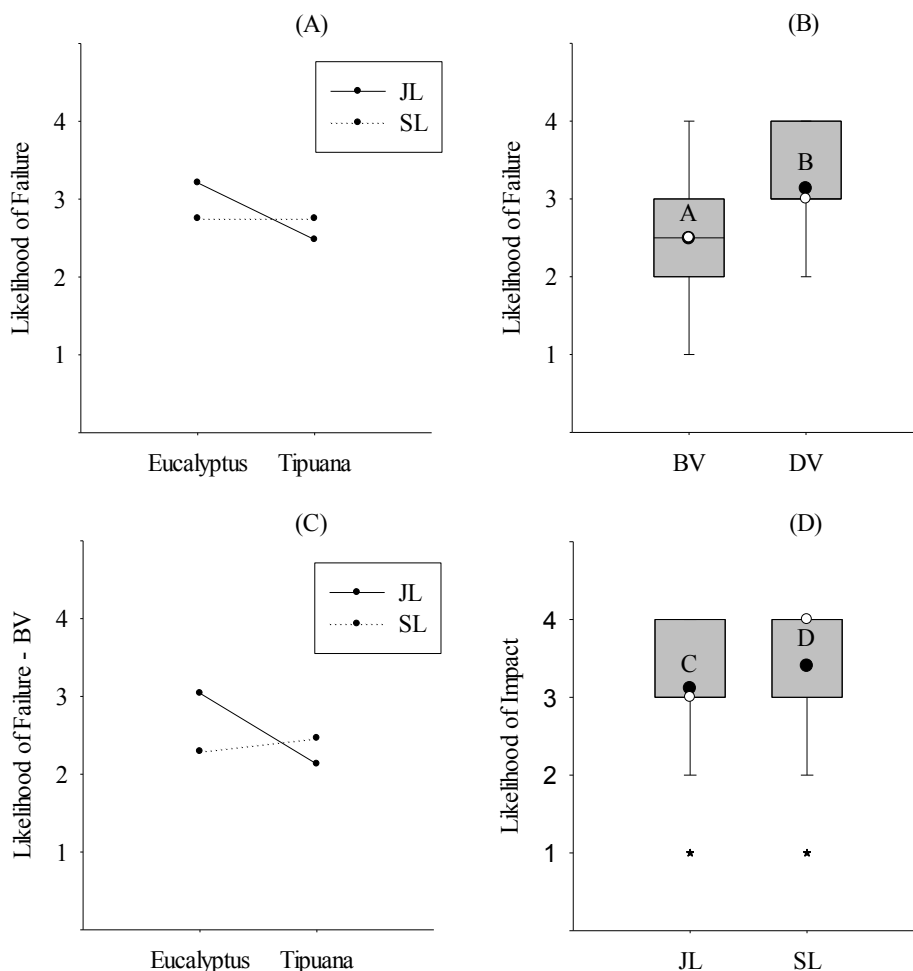 (A)
Likelihood of Failure
4
3
2
1
JL
SL
Eucalyptus Tipuana
(B)
Likelihood of Failure
4
3
2
1
A
B
BV DV
(C)
Likelihood of Failure - BV
4
3
2
1
JL
SL
Eucalyptus Tipuana
(D)
Likelihood of Impact
4
3
2
1
C
D
JL SL